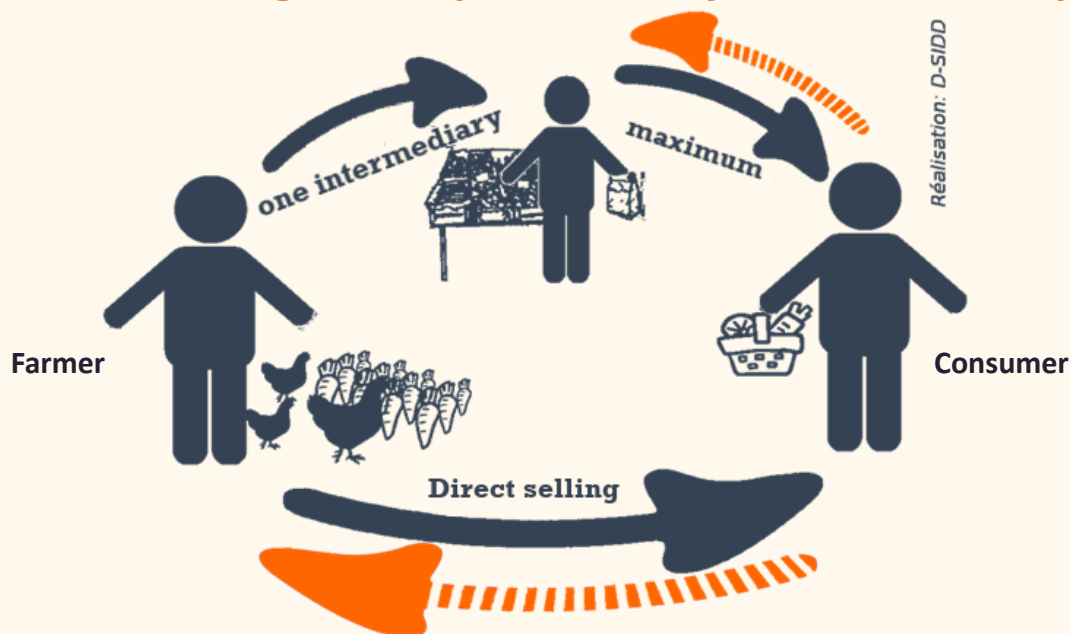 one intermediary
maximum
Réalisation: D-SIDD
Farmer
Consumer
Direct selling